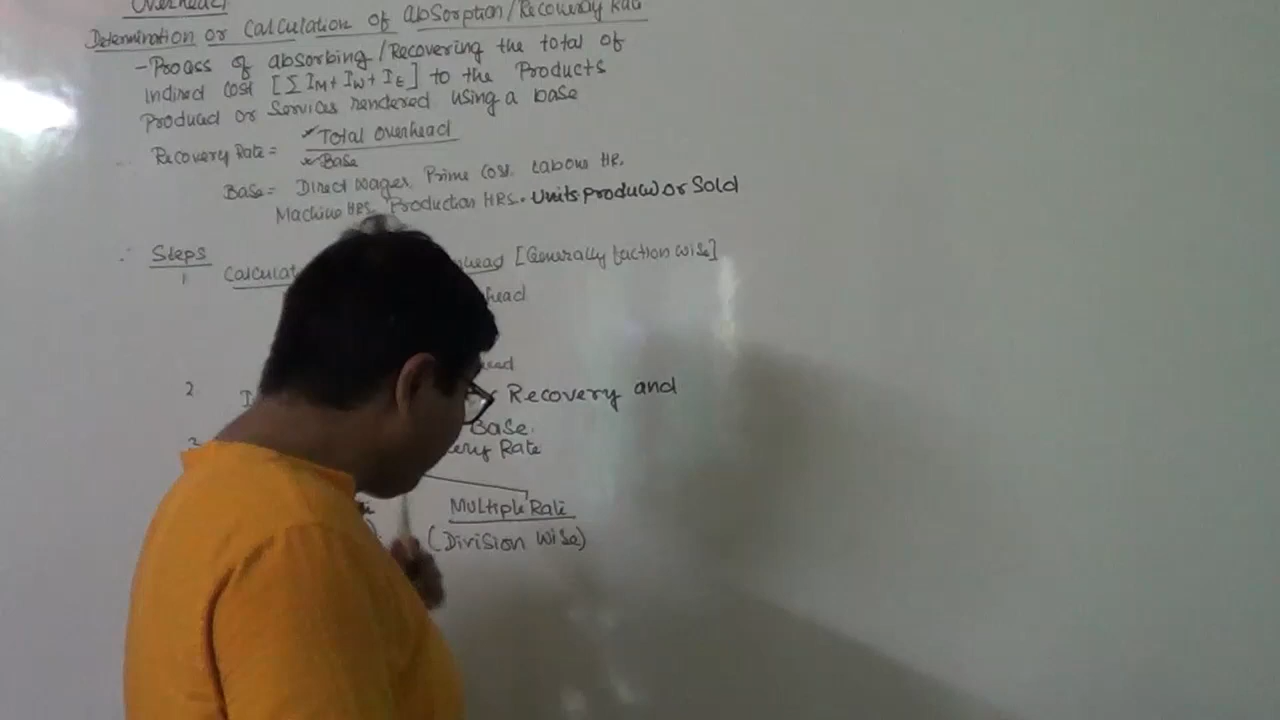 Overhead
Determination or Calculation of absorption/Recovery Rate
- Process of absorbing/Recovering the total of
Indirect cost [Σ IM + IW + IE] to the Products
Produced or Services rendered using a base
Recovery Rate = Total overhead
Base
Base = Direct wages, Prime Cost, Labour HR,
Machine HRS, Production HRS, Units produced or Sold
∴ Steps
1 Calculat head [Generally faction wise]
head
head
2 I Recovery and
Base.
3 ery Rate
Multiple Rate
(Division wise)